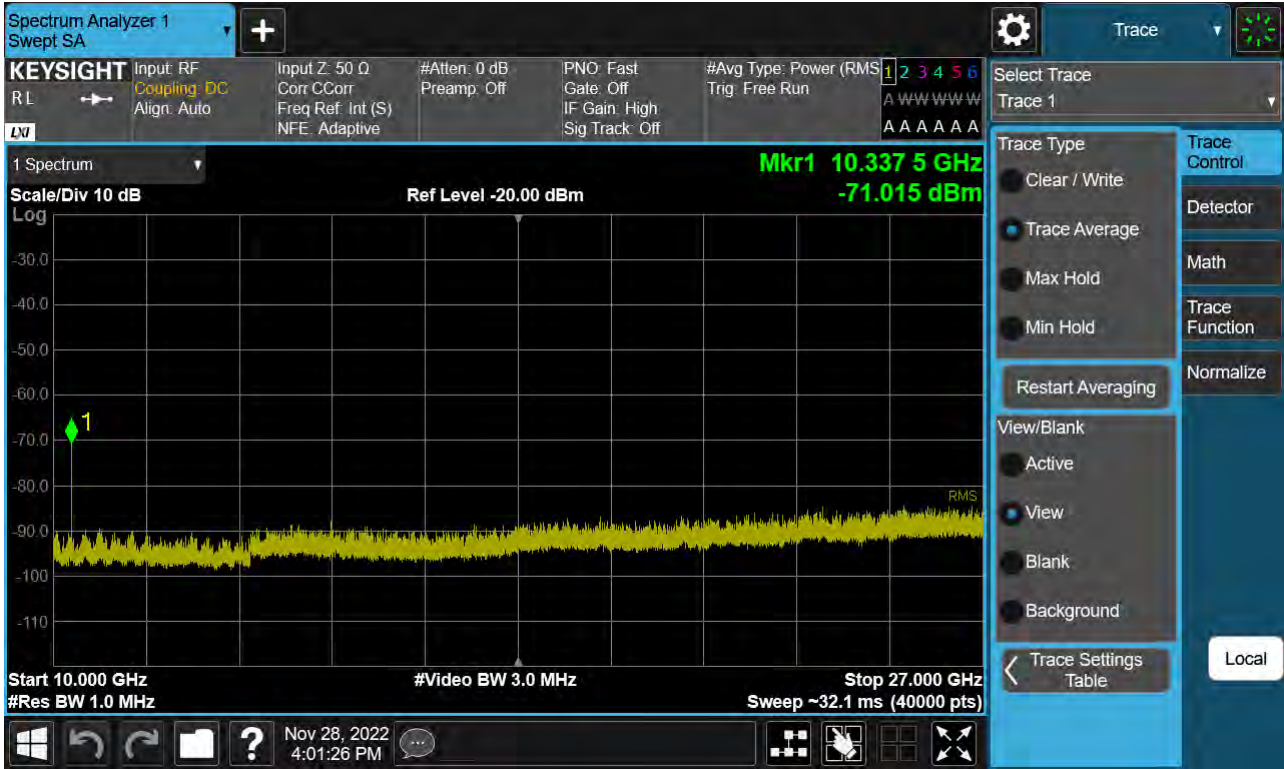 Spectrum Analyzer 1
Swept SA
Trace
KEYSIGHT
R L
LXI
Input: RF
Coupling: DC
Align: Auto
Input Z: 50 Ω
Corr CCorr
Freq Ref: Int (S)
NFE: Adaptive
#Atten: 0 dB
Preamp: Off
PNO: Fast
Gate: Off
IF Gain: High
Sig Track: Off
#Avg Type: Power (RMS
Trig: Free Run
1 2 3 4 5 6
A W W W W W
A A A A A A
Select Trace
Trace 1
1 Spectrum
Mkr1 10.337 5 GHz
Scale/Div 10 dB
Ref Level -20.00 dBm
-71.015 dBm
Log
-30.0
-40.0
-50.0
-60.0
-70.0
-80.0
-90.0
-100
-110
1
RMS
Start 10.000 GHz
#Video BW 3.0 MHz
Stop 27.000 GHz
#Res BW 1.0 MHz
Sweep ~32.1 ms (40000 pts)
Trace Type
Clear / Write
Trace Average
Max Hold
Min Hold
Restart Averaging
View/Blank
Active
View
Blank
Background
Trace Settings
Table
Trace
Control
Detector
Math
Trace
Function
Normalize
Local
?
Nov 28, 2022
4:01:26 PM